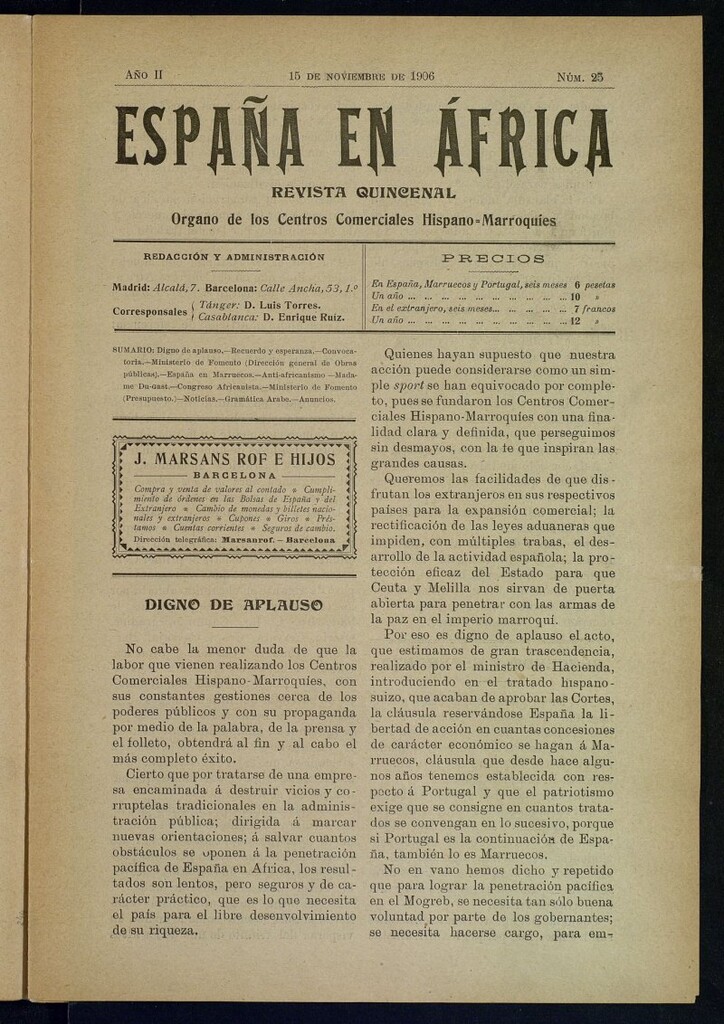 AÑO II 15 DE NOVIEMBRE DE 1906 NÚM. 25
ESPAÑA EN ÁFRICA
REVISTA QUINCENAL
Organo de los Centros Comerciales Hispano=Marroquíes
REDACCIÓN Y ADMINISTRACIÓN
Madrid: Alcalá, 7. Barcelona: Calle Ancha, 53, 1.º
Corresponsales { Tánger: D. Luis Torres.
Casablanca: D. Enrique Ruiz.
PRECIOS
En España, Marruecos y Portugal, seis meses 6 pesetas
Un año ... ... ... ... ... ... ... ... ... ... 10 »
En el extranjero, seis meses... ... ... ... ... 7 francos
Un año ... ... ... ... ... ... ... ... ... ... 12 »
SUMARIO: Digno de aplauso.—Recuerdo y esperanza.—Convoca-
toria.—Ministerio de Fomento (Dirección general de Obras
públicas).—España en Marruecos.—Anti-africanismo—Mada-
me Du-Gast.—Congreso Africanista.—Ministerio de Fomento
(Presupuesto.)—Noticias.—Gramática Arabe.—Anuncios.
J. MARSANS ROF E HIJOS
BARCELONA
Compra y venta de valores al contado * Cumpli-
miento de órdenes en las Bolsas de España y del
Extranjero * Cambio de monedas y billetes nacio-
nales y extranjeros * Cupones * Giros * Prés-
tamos * Cuentas corrientes * Seguros de cambio.
Dirección telegráfica: Marsanrof.—Barcelona
DIGNO DE APLAUSO
No cabe la menor duda de que la
labor que vienen realizando los Centros
Comerciales Hispano-Marroquíes, con
sus constantes gestiones cerca de los
poderes públicos y con su propaganda
por medio de la palabra, de la prensa y
el folleto, obtendrá al fin y al cabo el
más completo éxito.
Cierto que por tratarse de una empre-
sa encaminada á destruir vicios y co-
rruptelas tradicionales en la adminis-
tración pública; dirigida á marcar
nuevas orientaciones; á salvar cuantos
obstáculos se oponen á la penetración
pacífica de España en Africa, los resul-
tados son lentos, pero seguros y de ca-
rácter práctico, que es lo que necesita
el país para el libre desenvolvimiento
de su riqueza.
Quienes hayan supuesto que nuestra
acción puede considerarse como un sim-
ple sport se han equivocado por comple-
to, pues se fundaron los Centros Comer-
ciales Hispano-Marroquíes con una fina-
lidad clara y definida, que perseguimos
sin desmayos, con la fe que inspiran las
grandes causas.
Queremos las facilidades de que dis-
frutan los extranjeros en sus respectivos
países para la expansión comercial; la
rectificación de las leyes aduaneras que
impiden, con múltiples trabas, el des-
arrollo de la actividad española; la pro-
tección eficaz del Estado para que
Ceuta y Melilla nos sirvan de puerta
abierta para penetrar con las armas de
la paz en el imperio marroquí.
Por eso es digno de aplauso el acto,
que estimamos de gran trascendencia,
realizado por el ministro de Hacienda,
introduciendo en el tratado hispano-
suizo, que acaban de aprobar las Cortes,
la cláusula reservándose España la li-
bertad de acción en cuantas concesiones
de carácter económico se hagan á Ma-
rruecos, cláusula que desde hace algu-
nos años tenemos establecida con res-
pecto á Portugal y que el patriotismo
exige que se consigne en cuantos trata-
dos se convengan en lo sucesivo, porque
si Portugal es la continuación de Espa-
ña, también lo es Marruecos.
No en vano hemos dicho y repetido
que para lograr la penetración pacífica
en el Mogreb, se necesita tan sólo buena
voluntad por parte de los gobernantes;
se necesita hacerse cargo, para em-